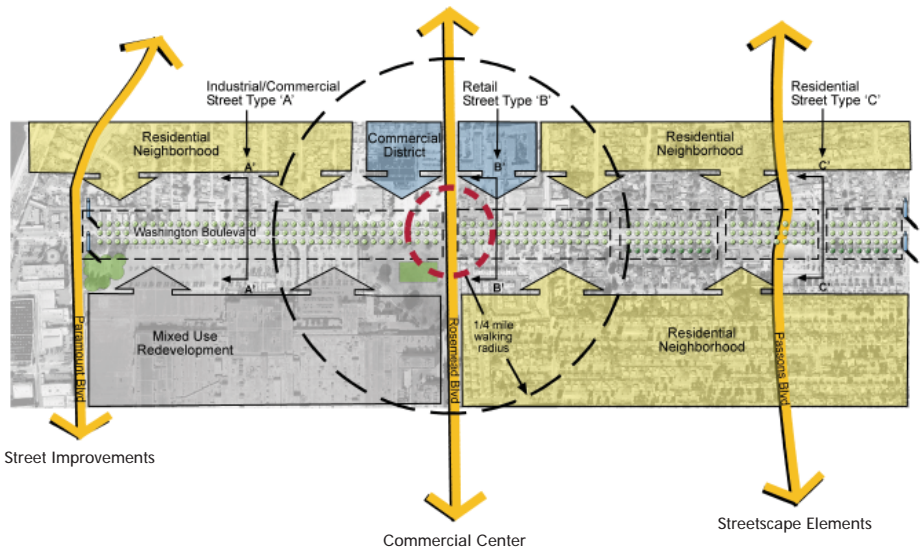 Industrial/Commercial
Street Type ‘A’
Retail
Street Type ‘B’
Residential
Street Type ‘C’
Residential
Neighborhood
Commercial
District
Residential
Neighborhood
A'
B'
C'
Washington Boulevard
A'
B'
C'
Mixed Use
Redevelopment
1/4 mile
walking
radius
Residential
Neighborhood
Paramount Blvd
Rosemead Blvd
Passons Blvd
Street Improvements
Commercial Center
Streetscape Elements